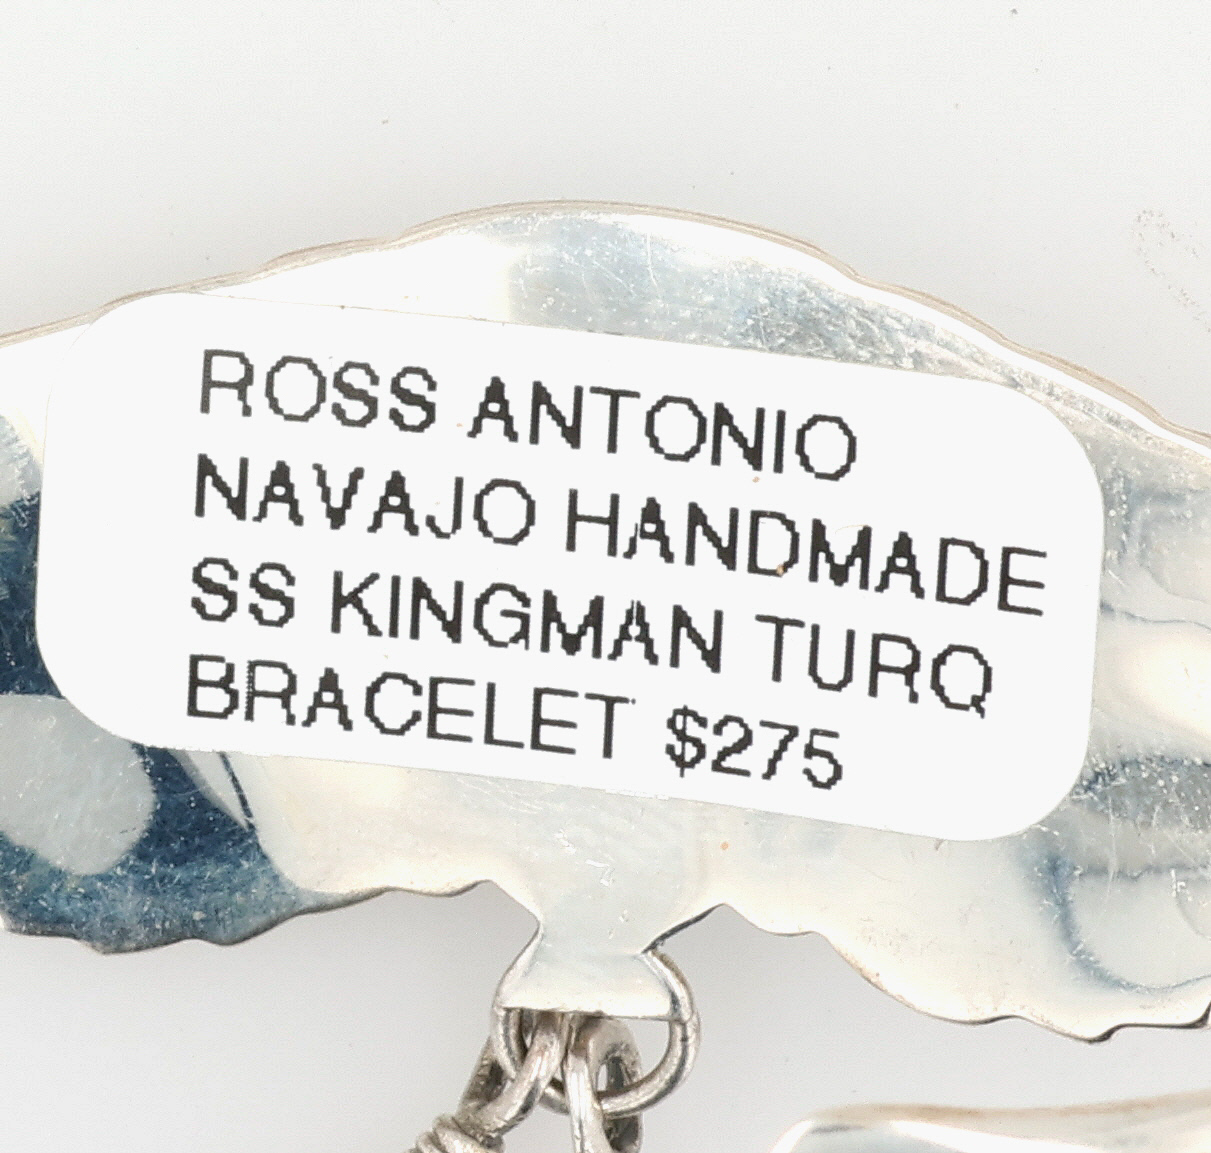 ROSS ANTONIO
NAVAJO HANDMADE
SS KINGMAN TURQ
BRACELET $275